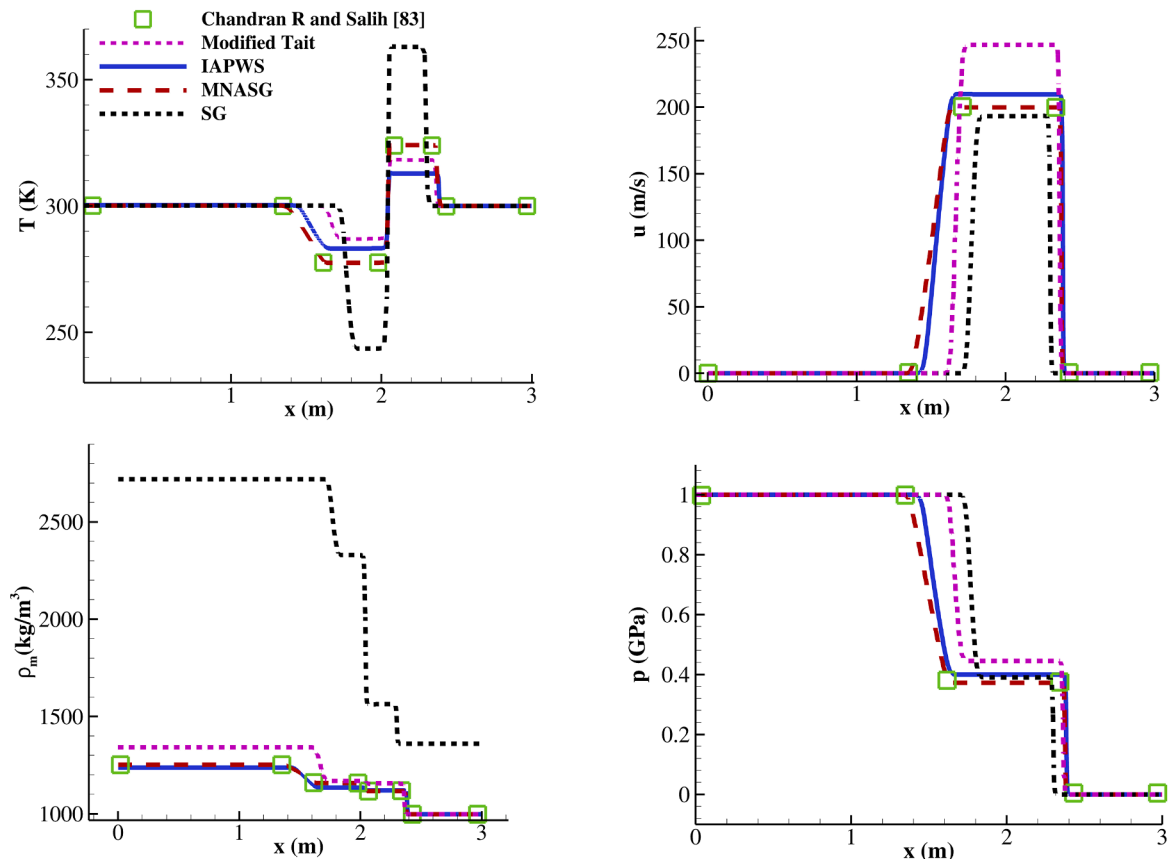 Chandran R and Salih [83]
Modified Tait
IAPWS
MNASG
SG
350
300
250
T (K)
1
2
3
x (m)
250
200
150
100
50
0
u (m/s)
0
1
2
3
x (m)
2500
2000
1500
1000
ρm(kg/m³)
0
1
2
3
x (m)
1
0.8
0.6
0.4
0.2
0
p (GPa)
0
1
2
3
x (m)